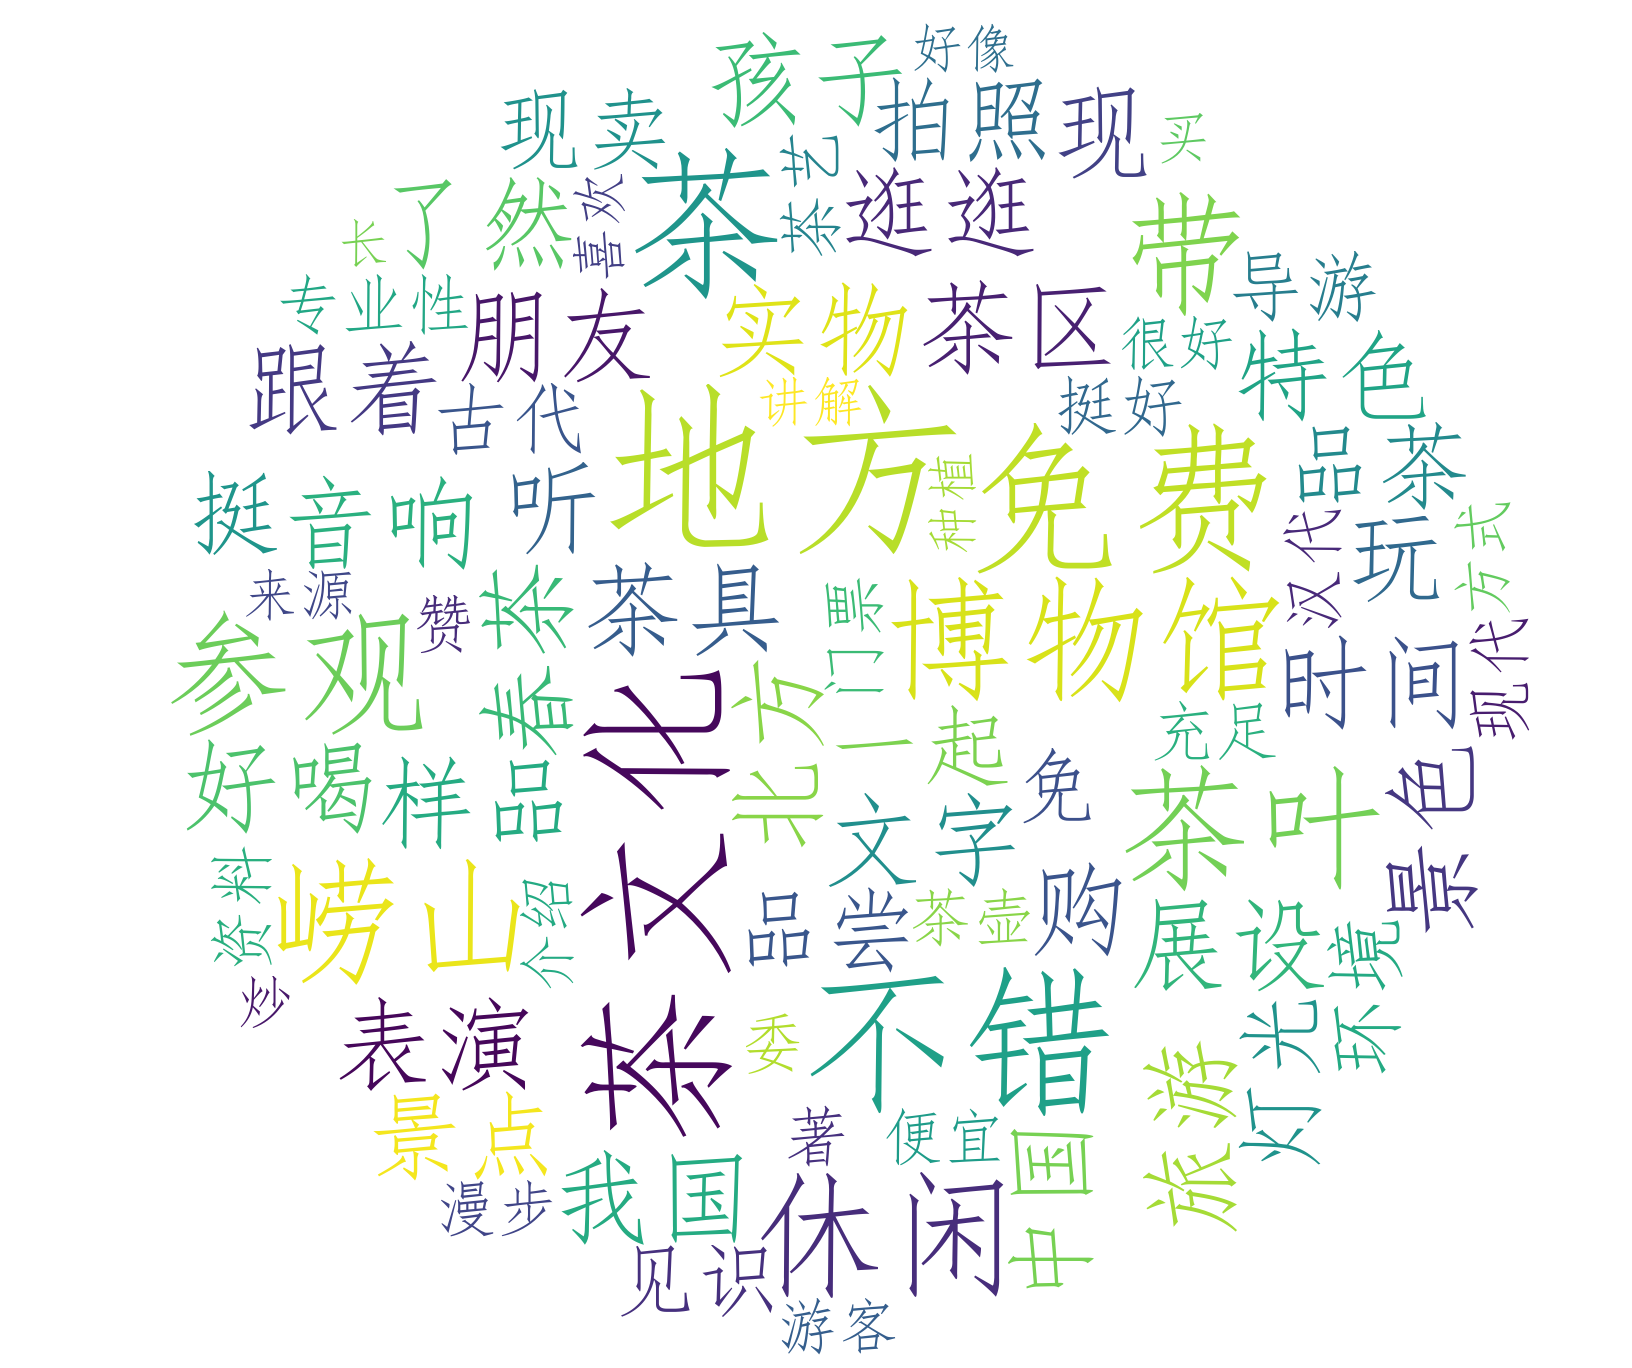 好像
孩子
拍照
现卖
现
买
茶艺
茶
逛逛
了然
喜欢
带
长
导游
专业性
朋友
实物
茶区
很好
特色
跟着
古代
讲解
挺好
地方
免费
品茶
挺
音响
听
种植
汉代
玩
方式
来源
赞
春茶
茶具
门票
博物馆
参观
时间
现代
茶文化
北方
一起
充足
好喝
样品
免
景色
文字
茶叶
资料
崂山
介绍
品尝
茶壶
购
展设
环境
炒
表演
不错
委
灯光
旅游
景点
著
便宜
中国
漫步
我国
休闲
见识
游客